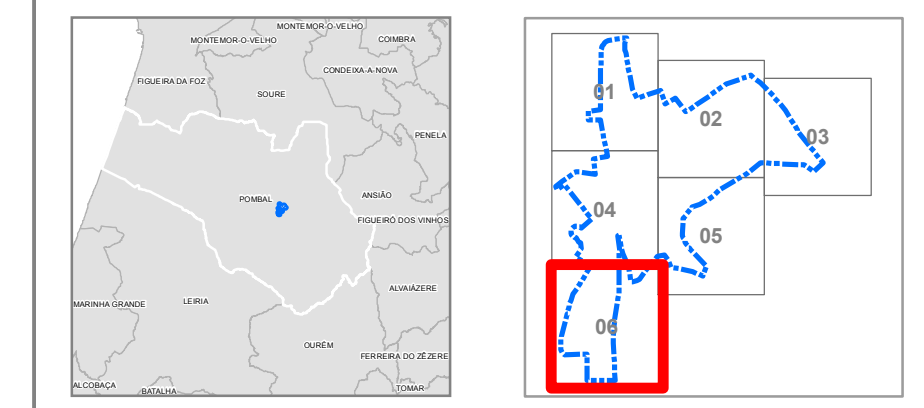 MONTEMOR-O-VELHO
MONTEMOR-O-VELHO
COIMBRA
CONDEIXA-A-NOVA
FIGUEIRA DA FOZ
SOURE
PENELA
POMBAL
ANSIÃO
FIGUEIRÓ DOS VINHOS
ALVAIÁZERE
LEIRIA
MARINHA GRANDE
OURÉM
FERREIRA DO ZÊZERE
ALCOBAÇA
BATALHA
TOMAR
01
02
03
04
05
06